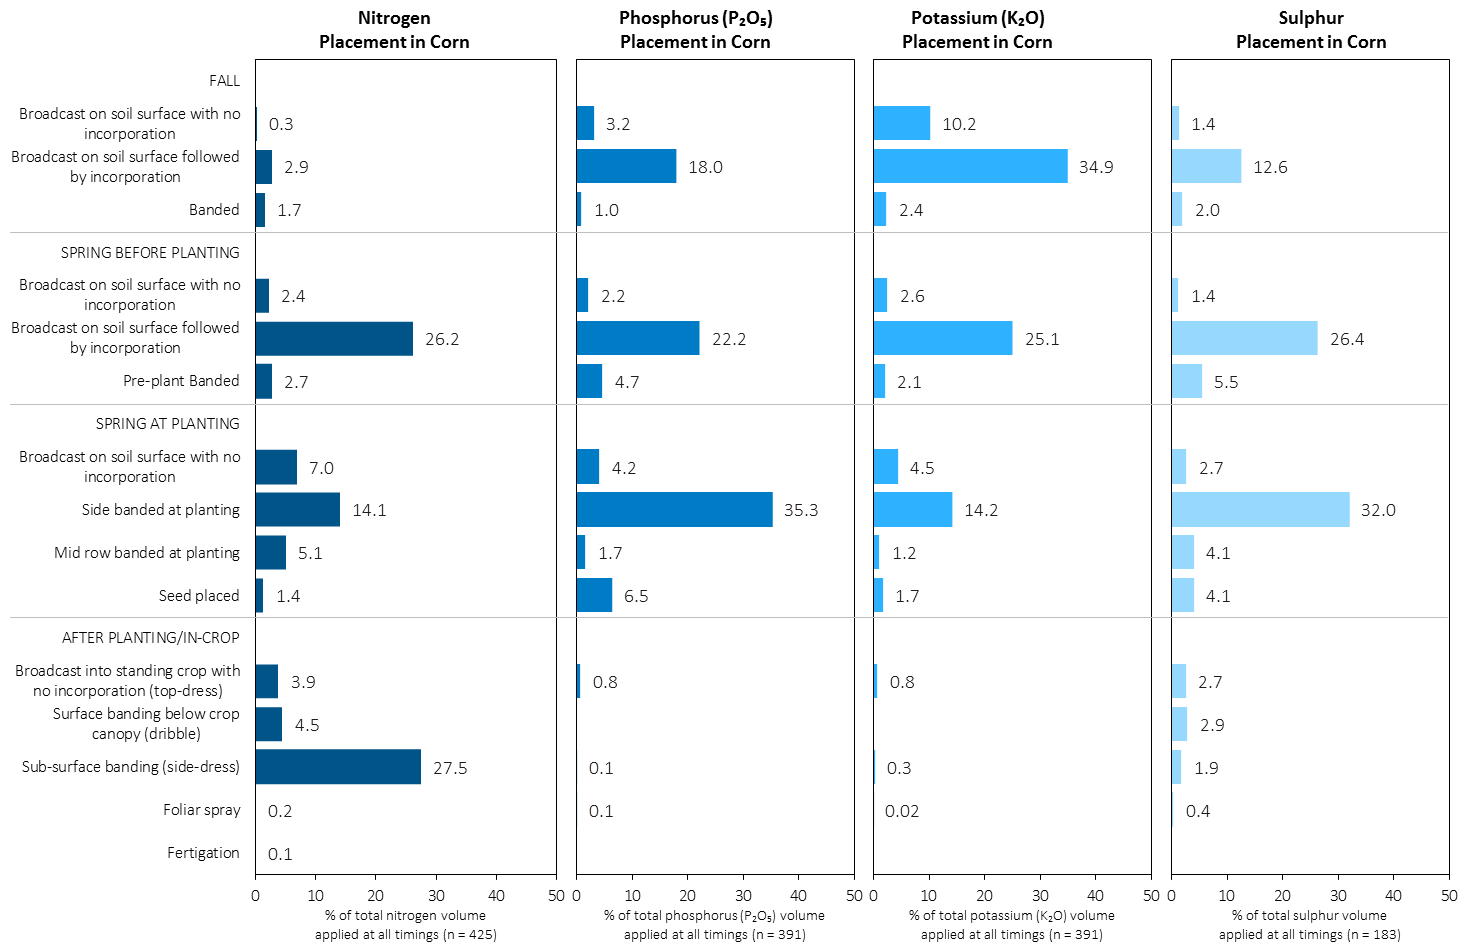 Nitrogen
Placement in Corn
Phosphorus (P₂O₅)
Placement in Corn
Potassium (K₂O)
Placement in Corn
Sulphur
Placement in Corn
FALL
Broadcast on soil surface with no
incorporation
0.3
3.2
10.2
1.4
Broadcast on soil surface followed
by incorporation
2.9
18.0
34.9
12.6
Banded
1.7
1.0
2.4
2.0
SPRING BEFORE PLANTING
Broadcast on soil surface with no
incorporation
2.4
2.2
2.6
1.4
Broadcast on soil surface followed
by incorporation
26.2
22.2
25.1
26.4
Pre-plant Banded
2.7
4.7
2.1
5.5
SPRING AT PLANTING
Broadcast on soil surface with no
incorporation
7.0
4.2
4.5
2.7
Side banded at planting
14.1
35.3
14.2
32.0
Mid row banded at planting
5.1
1.7
1.2
4.1
Seed placed
1.4
6.5
1.7
4.1
AFTER PLANTING/IN-CROP
Broadcast into standing crop with
no incorporation (top-dress)
3.9
0.8
0.8
2.7
Surface banding below crop
canopy (dribble)
4.5
2.9
Sub-surface banding (side-dress)
27.5
0.1
0.3
1.9
Foliar spray
0.2
0.1
0.02
0.4
Fertigation
0.1
0 10 20 30 40 50
0 10 20 30 40 50
0 10 20 30 40 50
0 10 20 30 40 50
% of total nitrogen volume
applied at all timings (n = 425)
% of total phosphorus (P₂O₅) volume
applied at all timings (n = 391)
% of total potassium (K₂O) volume
applied at all timings (n = 391)
% of total sulphur volume
applied at all timings (n = 183)